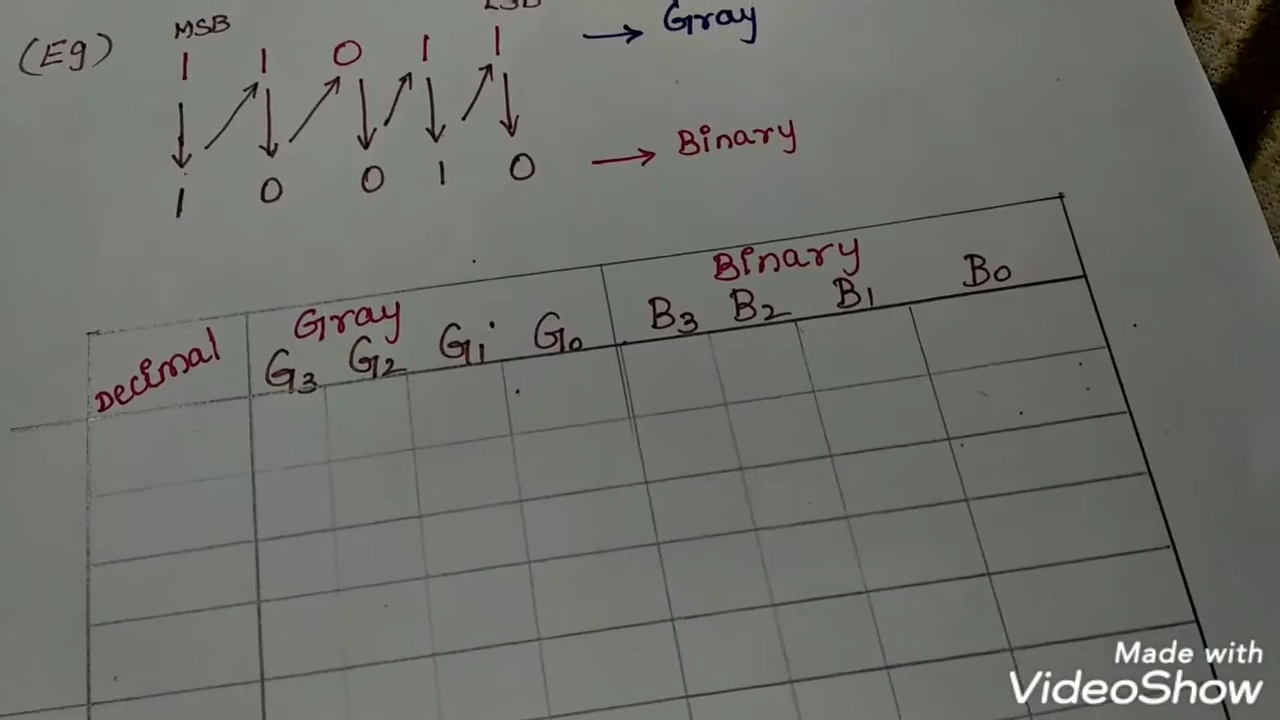 MSB LSB
(Eg) 1 1 0 1 1 → Gray
1 0 0 1 0 → Binary
Decimal Gray Binary
G3 G2 G1 G0 B3 B2 B1 B0
Made with
VideoShow